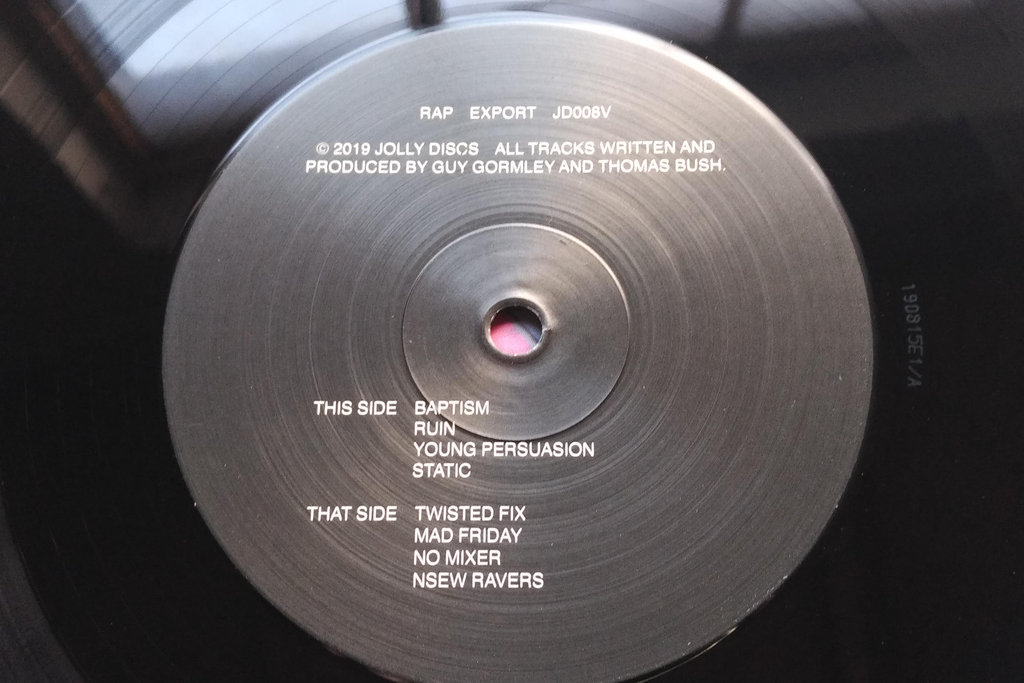 RAP EXPORT JD008V
© 2019 JOLLY DISCS ALL TRACKS WRITTEN AND
PRODUCED BY GUY GORMLEY AND THOMAS BUSH.
THIS SIDE BAPTISM
RUIN
YOUNG PERSUASION
STATIC
THAT SIDE TWISTED FIX
MAD FRIDAY
NO MIXER
NSEW RAVERS
190815E1/A